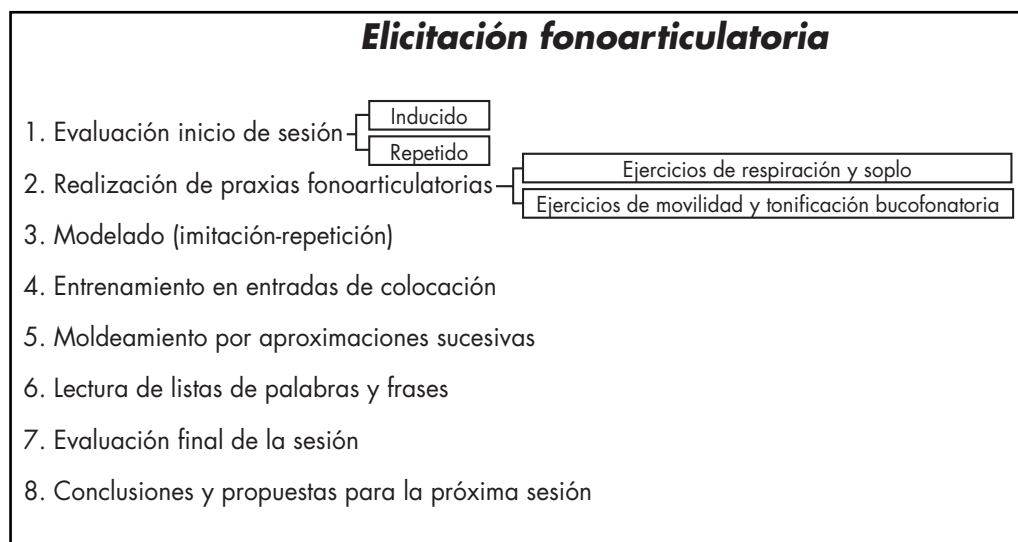 Elicitación fonoarticulatoria
1. Evaluación inicio de sesión
Inducido
Repetido
2. Realización de praxias fonoarticulatorias
Ejercicios de respiración y soplo
Ejercicios de movilidad y tonificación bucofonatoria
3. Modelado (imitación-repetición)
4. Entrenamiento en entradas de colocación
5. Moldeamiento por aproximaciones sucesivas
6. Lectura de listas de palabras y frases
7. Evaluación final de la sesión
8. Conclusiones y propuestas para la próxima sesión